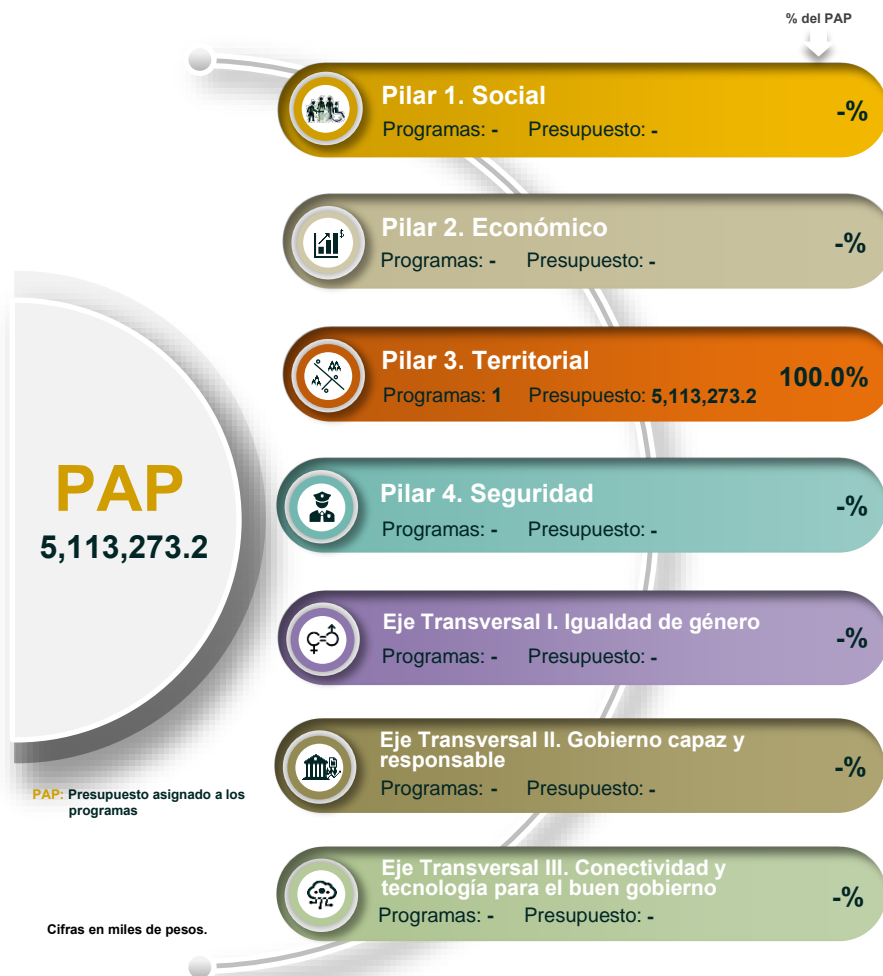 % del PAP
Pilar 1. Social
Programas: - Presupuesto: -
-%
Pilar 2. Económico
Programas: - Presupuesto: -
-%
Pilar 3. Territorial
Programas: 1 Presupuesto: 5,113,273.2
100.0%
PAP
5,113,273.2
Pilar 4. Seguridad
Programas: - Presupuesto: -
-%
Eje Transversal I. Igualdad de género
Programas: - Presupuesto: -
-%
Eje Transversal II. Gobierno capaz y
responsable
Programas: - Presupuesto: -
-%
PAP: Presupuesto asignado a los
programas
Eje Transversal III. Conectividad y
tecnología para el buen gobierno
Programas: - Presupuesto: -
-%
Cifras en miles de pesos.